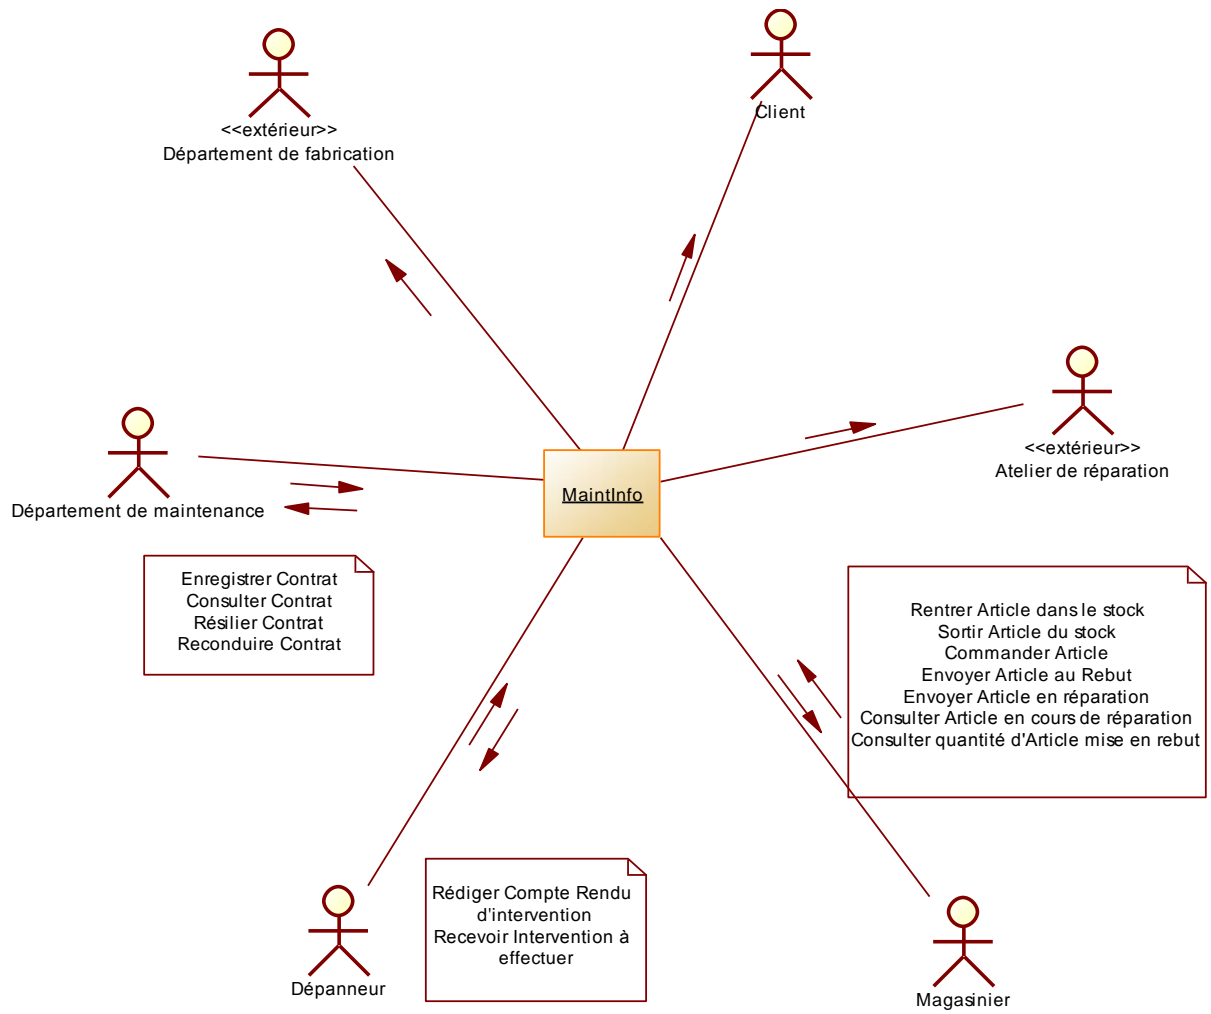 Client
<<extérieur>>
Département de fabrication
<<extérieur>>
Atelier de réparation
MaintInfo
Département de maintenance
Enregistrer Contrat
Consulter Contrat
Résilier Contrat
Reconduire Contrat
Rentrer Article dans le stock
Sortir Article du stock
Commander Article
Envoyer Article au Rebut
Envoyer Article en réparation
Consulter Article en cours de réparation
Consulter quantité d'Article mise en rebut
Rédiger Compte Rendu
d'intervention
Recevoir Intervention à
effectuer
Dépanneur
Magasinier